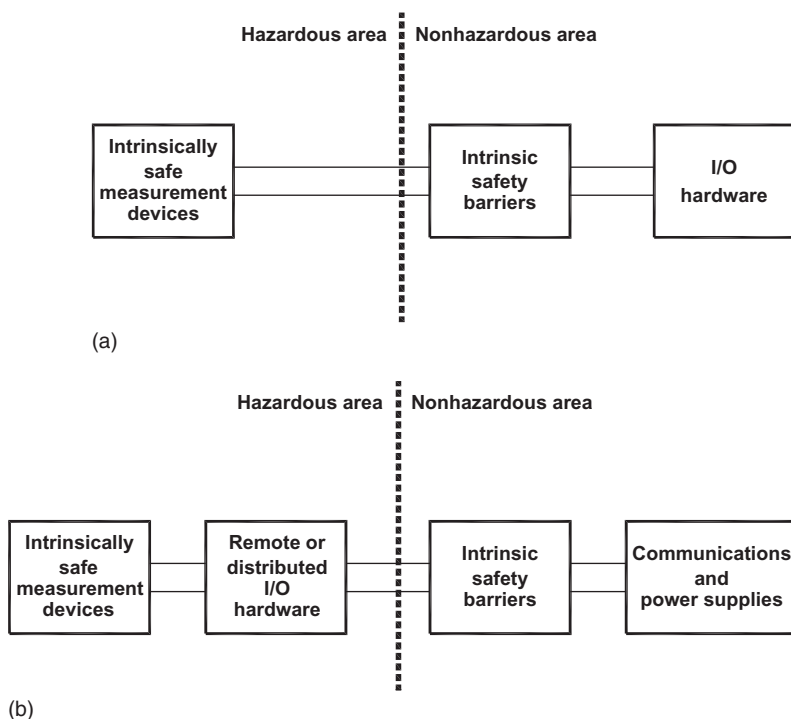 Hazardous area
Nonhazardous area
Intrinsically
safe
measurement
devices
Intrinsic
safety
barriers
I/O
hardware
(a)
Hazardous area
Nonhazardous area
Intrinsically
safe
measurement
devices
Remote or
distributed
I/O
hardware
Intrinsic
safety
barriers
Communications
and
power supplies
(b)